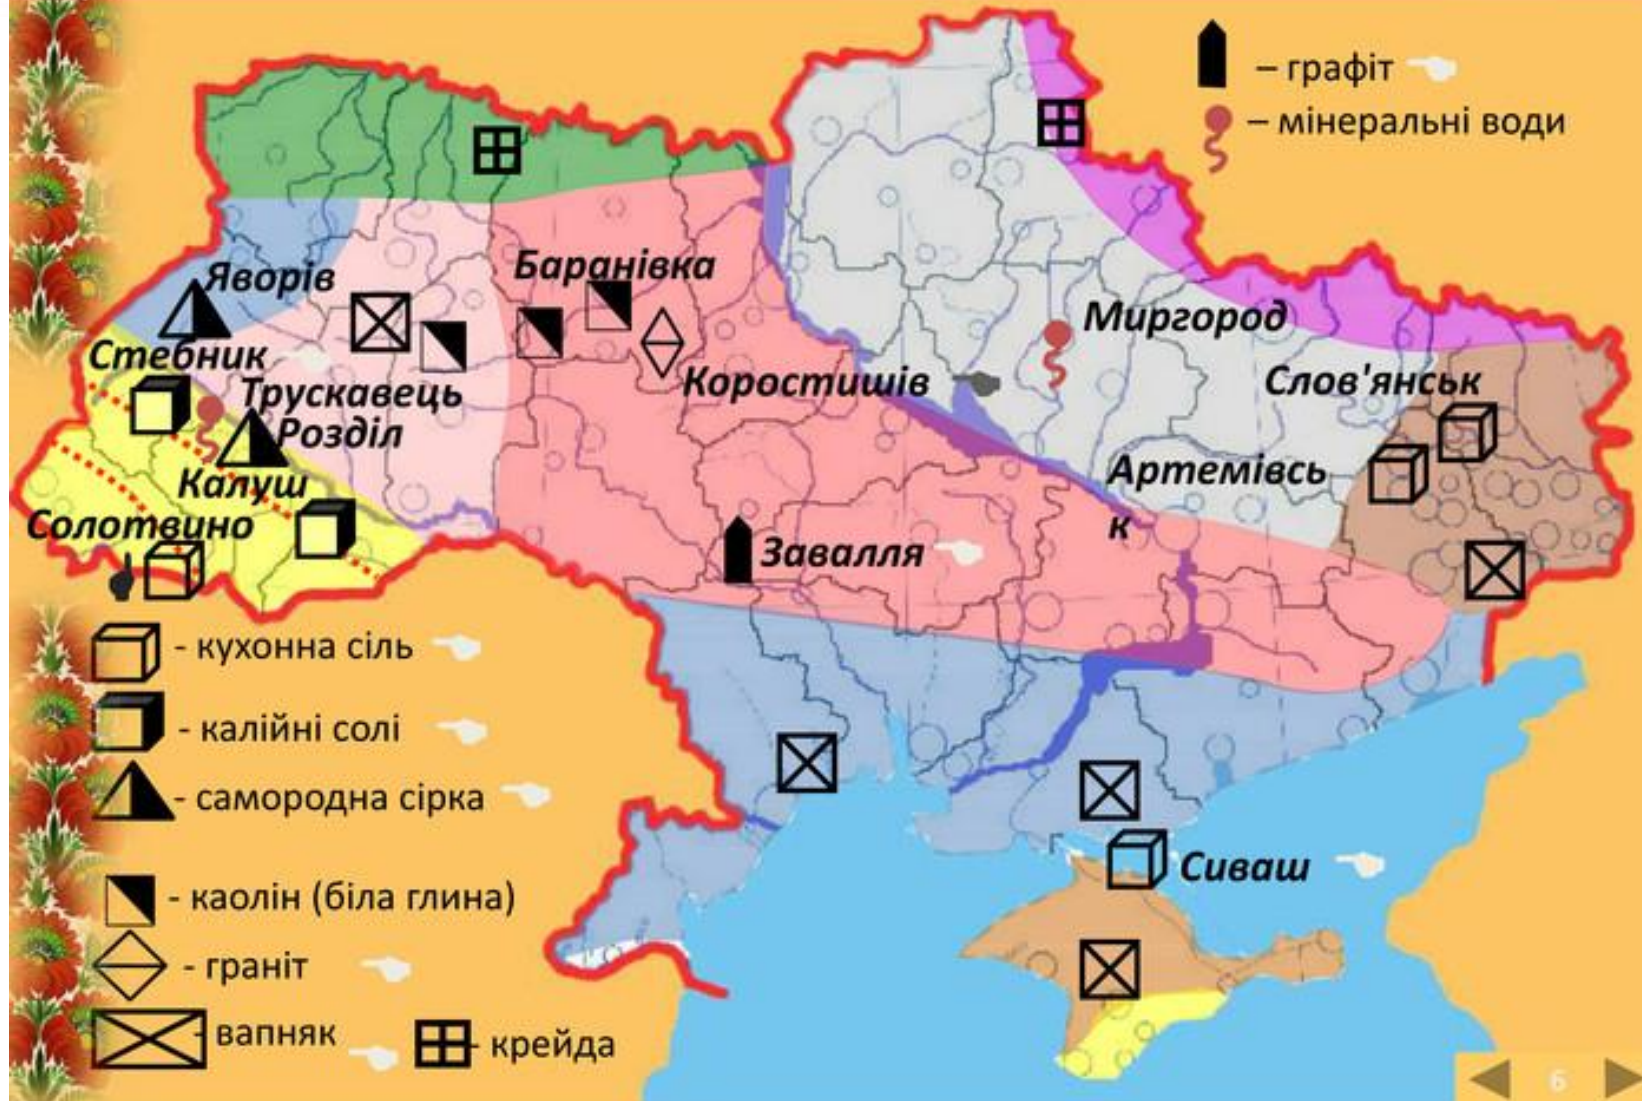 – графіт
– мінеральні води
Яворів
Баранівка
Стебник
Трускавець
Розділ
Коростишів
Миргород
Слов'янськ
Калуш
Артемівсь
к
Солотвино
Завалля
- кухонна сіль
- калійні солі
- самородна сірка
Сиваш
- каолін (біла глина)
- граніт
- вапняк
- крейда
6